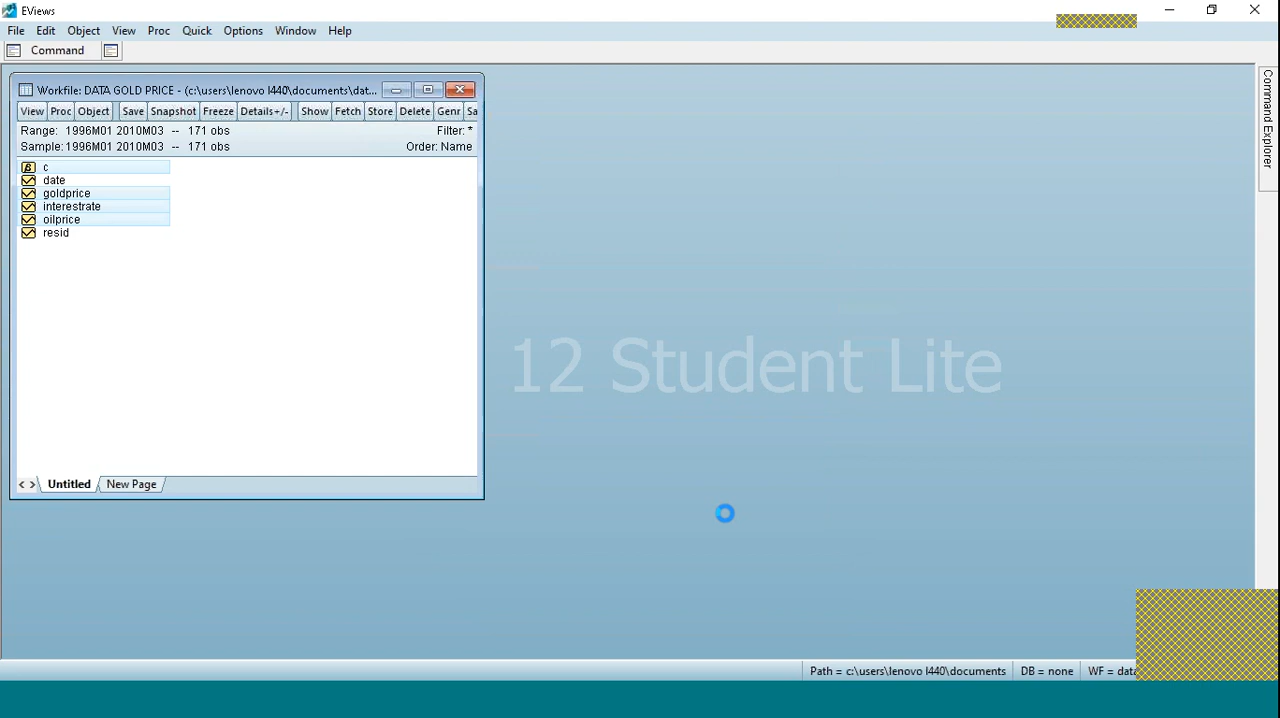 EViews
File Edit Object View Proc Quick Options Window Help
Command
Workfile: DATA GOLD PRICE - (c:\users\lenovo l440\documents\dat...
View Proc Object Save Snapshot Freeze Details+/- Show Fetch Store Delete Genr Sa
Range: 1996M01 2010M03 -- 171 obs Filter: *
Sample: 1996M01 2010M03 -- 171 obs Order: Name
c
date
goldprice
interestrate
oilprice
resid
Untitled New Page
12 Student Lite
Command Explorer
Path = c:\users\lenovo l440\documents DB = none WF = data